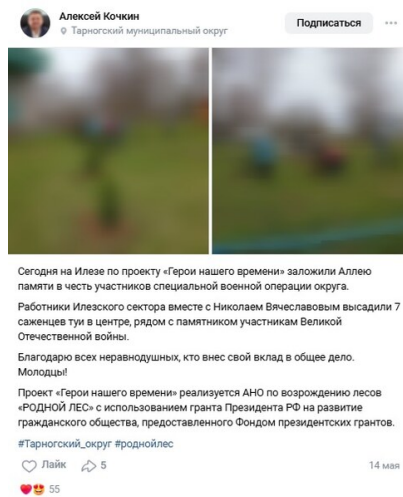 Алексей Кочкин
Тарногский муниципальный округ
Подписаться
Сегодня на Илезе по проекту «Герои нашего времени» заложили Аллею
памяти в честь участников специальной военной операции округа.
Работники Илезского сектора вместе с Николаем Вячеславовым высадили 7
саженцев туи в центре, рядом с памятником участникам Великой
Отечественной войны.
Благодарю всех неравнодушных, кто внес свой вклад в общее дело.
Молодцы!
Проект «Герои нашего времени» реализуется АНО по возрождению лесов
«РОДНОЙ ЛЕС» с использованием гранта Президента РФ на развитие
гражданского общества, предоставленного Фондом президентских грантов.
#Тарногский_округ #роднойлес
Лайк 5 14 мая
55